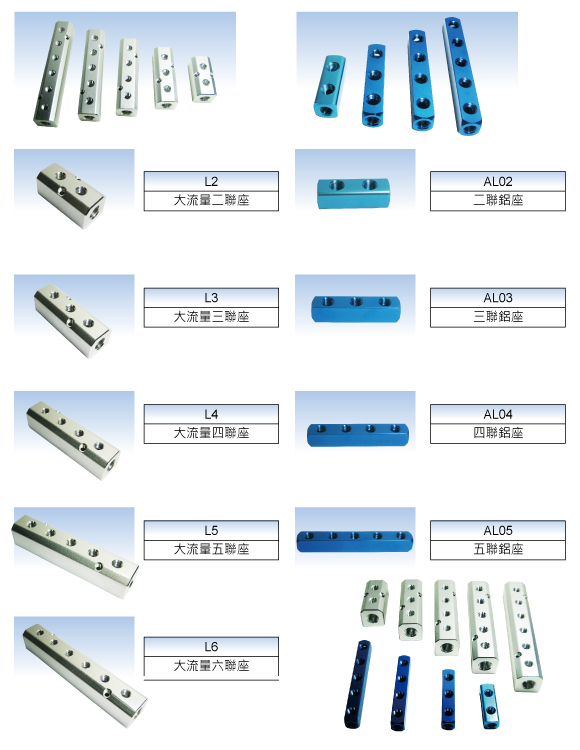 L2
大流量二聯座
AL02
二聯鋁座
L3
大流量三聯座
AL03
三聯鋁座
L4
大流量四聯座
AL04
四聯鋁座
L5
大流量五聯座
AL05
五聯鋁座
L6
大流量六聯座